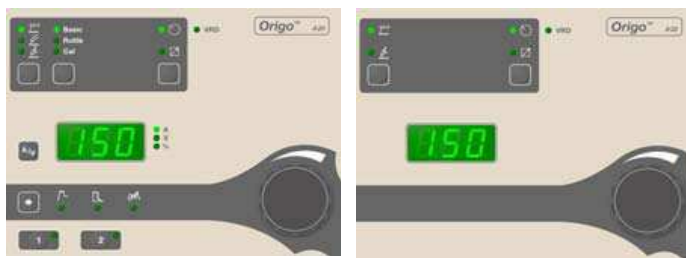 Basic
Rutile
Cel
VRD
Origo™
A
V
%
150
A/V
1
2
VRD
Origo™
150